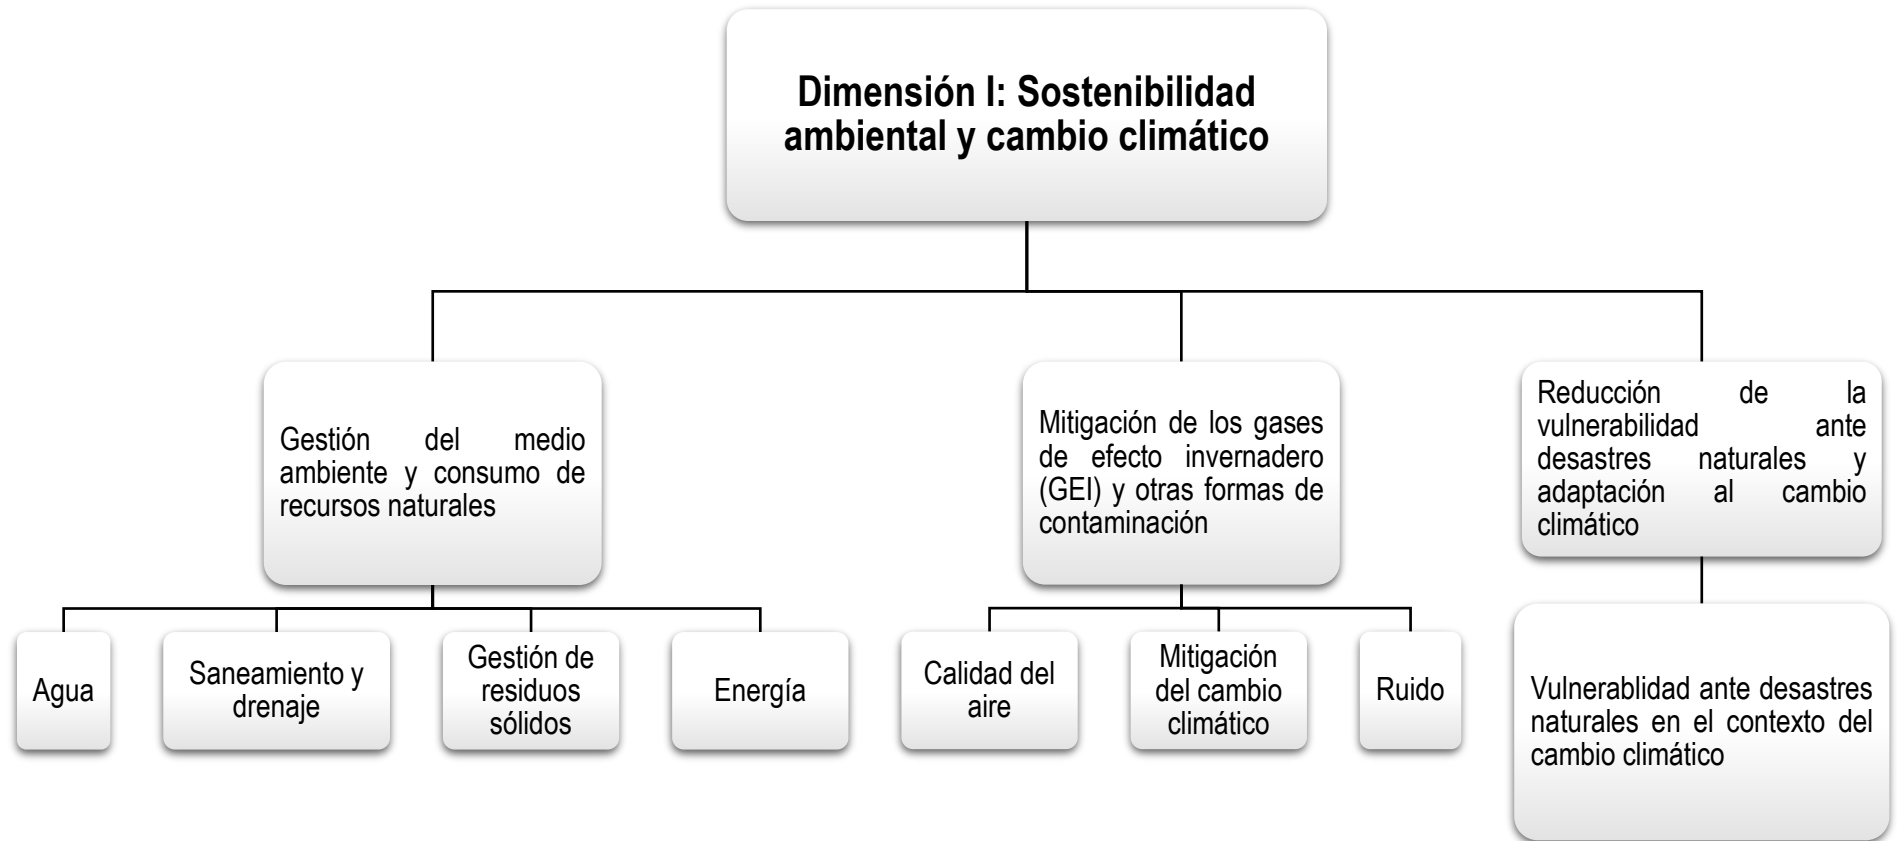 Dimensión I: Sostenibilidad
ambiental y cambio climático
Gestión del medio
ambiente y consumo de
recursos naturales
Mitigación de los gases
de efecto invernadero
(GEI) y otras formas de
contaminación
Reducción de la
vulnerabilidad ante
desastres naturales y
adaptación al cambio
climático
Agua
Saneamiento y
drenaje
Gestión de
residuos
sólidos
Energía
Calidad del
aire
Mitigación
del cambio
climático
Ruido
Vulnerablidad ante desastres
naturales en el contexto del
cambio climático